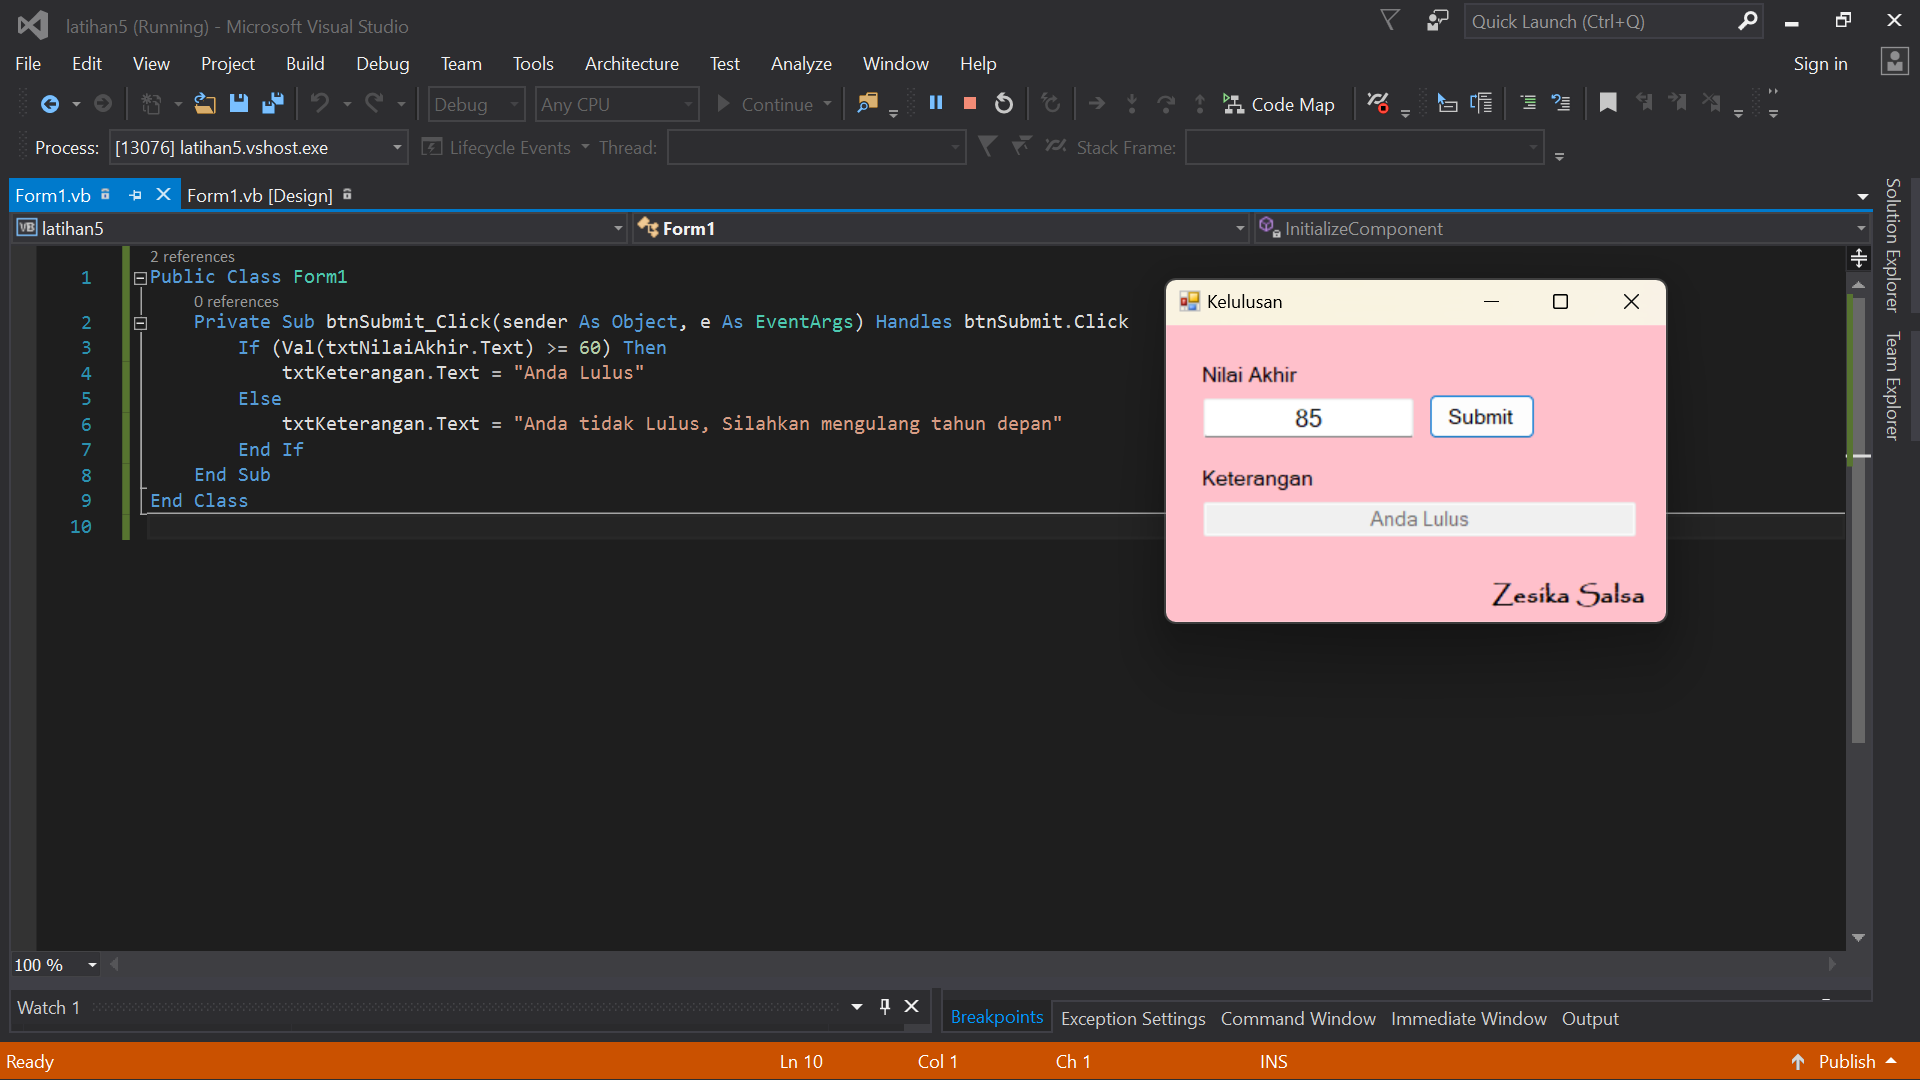 latihan5 (Running) - Microsoft Visual Studio
Quick Launch (Ctrl+Q)
File Edit View Project Build Debug Team Tools Architecture Test Analyze Window Help
Sign in
Debug Any CPU Continue Code Map
Process: [13076] latihan5.vshost.exe Lifecycle Events Thread: Stack Frame:
Form1.vb Form1.vb [Design]
VB latihan5 Form1 InitializeComponent
Solution Explorer
Team Explorer
2 references
1 Public Class Form1
0 references
2 Private Sub btnSubmit_Click(sender As Object, e As EventArgs) Handles btnSubmit.Click
3 If (Val(txtNilaiAkhir.Text) >= 60) Then
4 txtKeterangan.Text = "Anda Lulus"
5 Else
6 txtKeterangan.Text = "Anda tidak Lulus, Silahkan mengulang tahun depan"
7 End If
8 End Sub
9 End Class
10
Kelulusan
Nilai Akhir
85 Submit
Keterangan
Anda Lulus
Zesika Salsa
100 %
Watch 1
Breakpoints Exception Settings Command Window Immediate Window Output
Ready Ln 10 Col 1 Ch 1 INS Publish